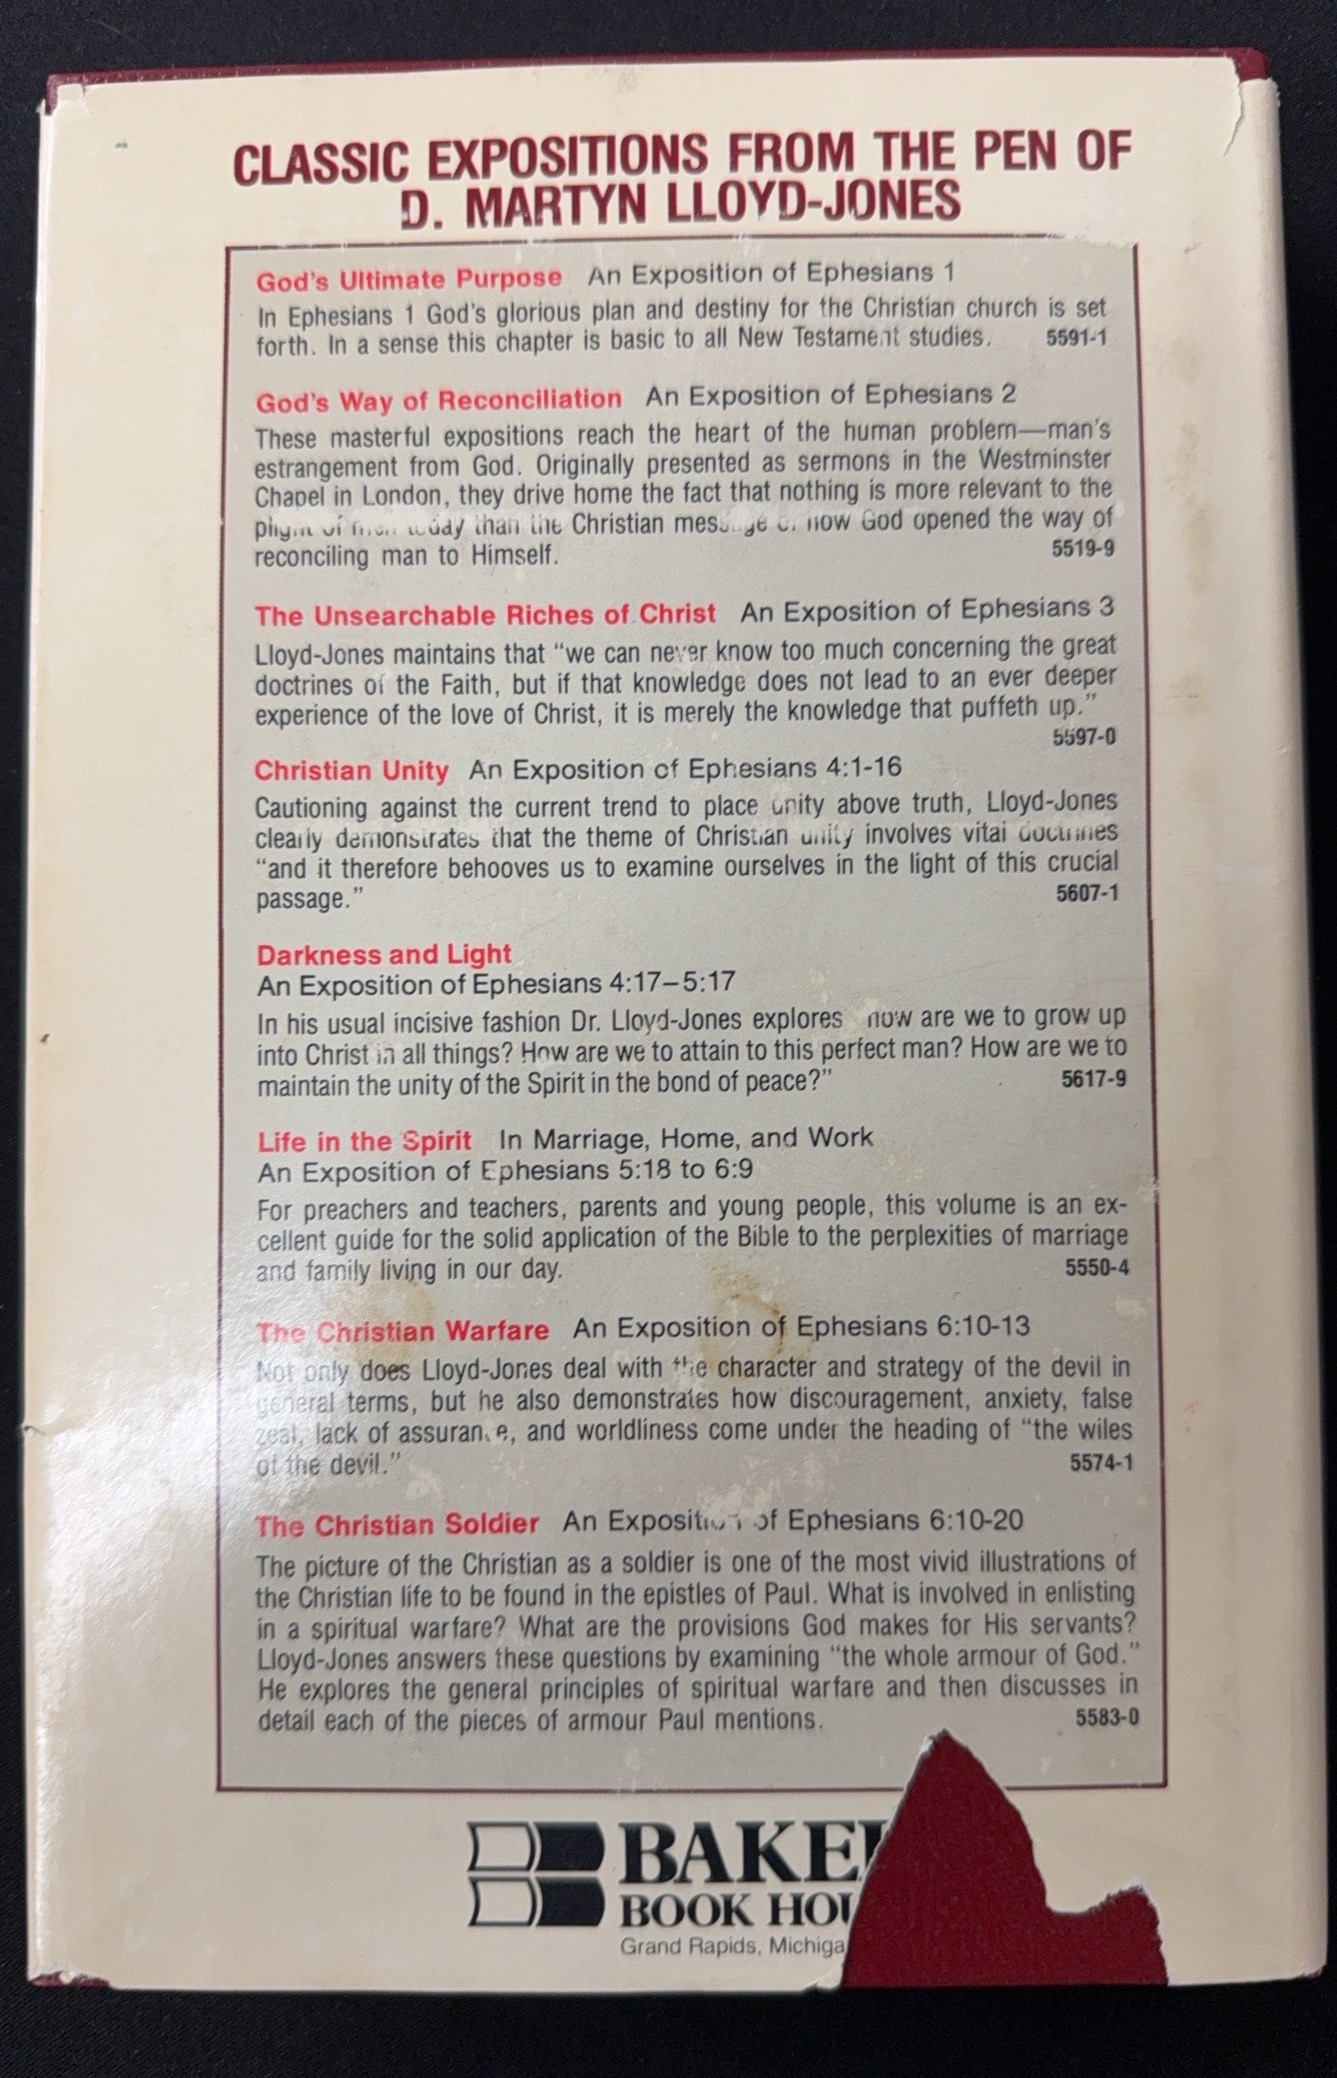 CLASSIC EXPOSITIONS FROM THE PEN OF
D. MARTYN LLOYD-JONES
God's Ultimate Purpose An Exposition of Ephesians 1
In Ephesians 1 God's glorious plan and destiny for the Christian church is set
forth. In a sense this chapter is basic to all New Testament studies. 5591-1
God's Way of Reconciliation An Exposition of Ephesians 2
These masterful expositions reach the heart of the human problem—man's
estrangement from God. Originally presented as sermons in the Westminster
Chapel in London, they drive home the fact that nothing is more relevant to the
plight of men today than the Christian message of how God opened the way of
reconciling man to Himself. 5519-9
The Unsearchable Riches of Christ An Exposition of Ephesians 3
Lloyd-Jones maintains that "we can never know too much concerning the great
doctrines of the Faith, but if that knowledge does not lead to an ever deeper
experience of the love of Christ, it is merely the knowledge that puffeth up."
5597-0
Christian Unity An Exposition of Ephesians 4:1-16
Cautioning against the current trend to place unity above truth, Lloyd-Jones
clearly demonstrates that the theme of Christian unity involves vital doctrines
"and it therefore behooves us to examine ourselves in the light of this crucial
passage." 5607-1
Darkness and Light
An Exposition of Ephesians 4:17–5:17
In his usual incisive fashion Dr. Lloyd-Jones explores how are we to grow up
into Christ in all things? How are we to attain to this perfect man? How are we to
maintain the unity of the Spirit in the bond of peace?" 5617-9
Life in the Spirit In Marriage, Home, and Work
An Exposition of Ephesians 5:18 to 6:9
For preachers and teachers, parents and young people, this volume is an ex-
cellent guide for the solid application of the Bible to the perplexities of marriage
and family living in our day. 5550-4
The Christian Warfare An Exposition of Ephesians 6:10-13
Not only does Lloyd-Jones deal with the character and strategy of the devil in
general terms, but he also demonstrates how discouragement, anxiety, false
zeal, lack of assurance, and worldliness come under the heading of "the wiles
of the devil." 5574-1
The Christian Soldier An Exposition of Ephesians 6:10-20
The picture of the Christian as a soldier is one of the most vivid illustrations of
the Christian life to be found in the epistles of Paul. What is involved in enlisting
in a spiritual warfare? What are the provisions God makes for His servants?
Lloyd-Jones answers these questions by examining "the whole armour of God."
He explores the general principles of spiritual warfare and then discusses in
detail each of the pieces of armour Paul mentions. 5583-0
BAKE
BOOK HOU
Grand Rapids, Michiga